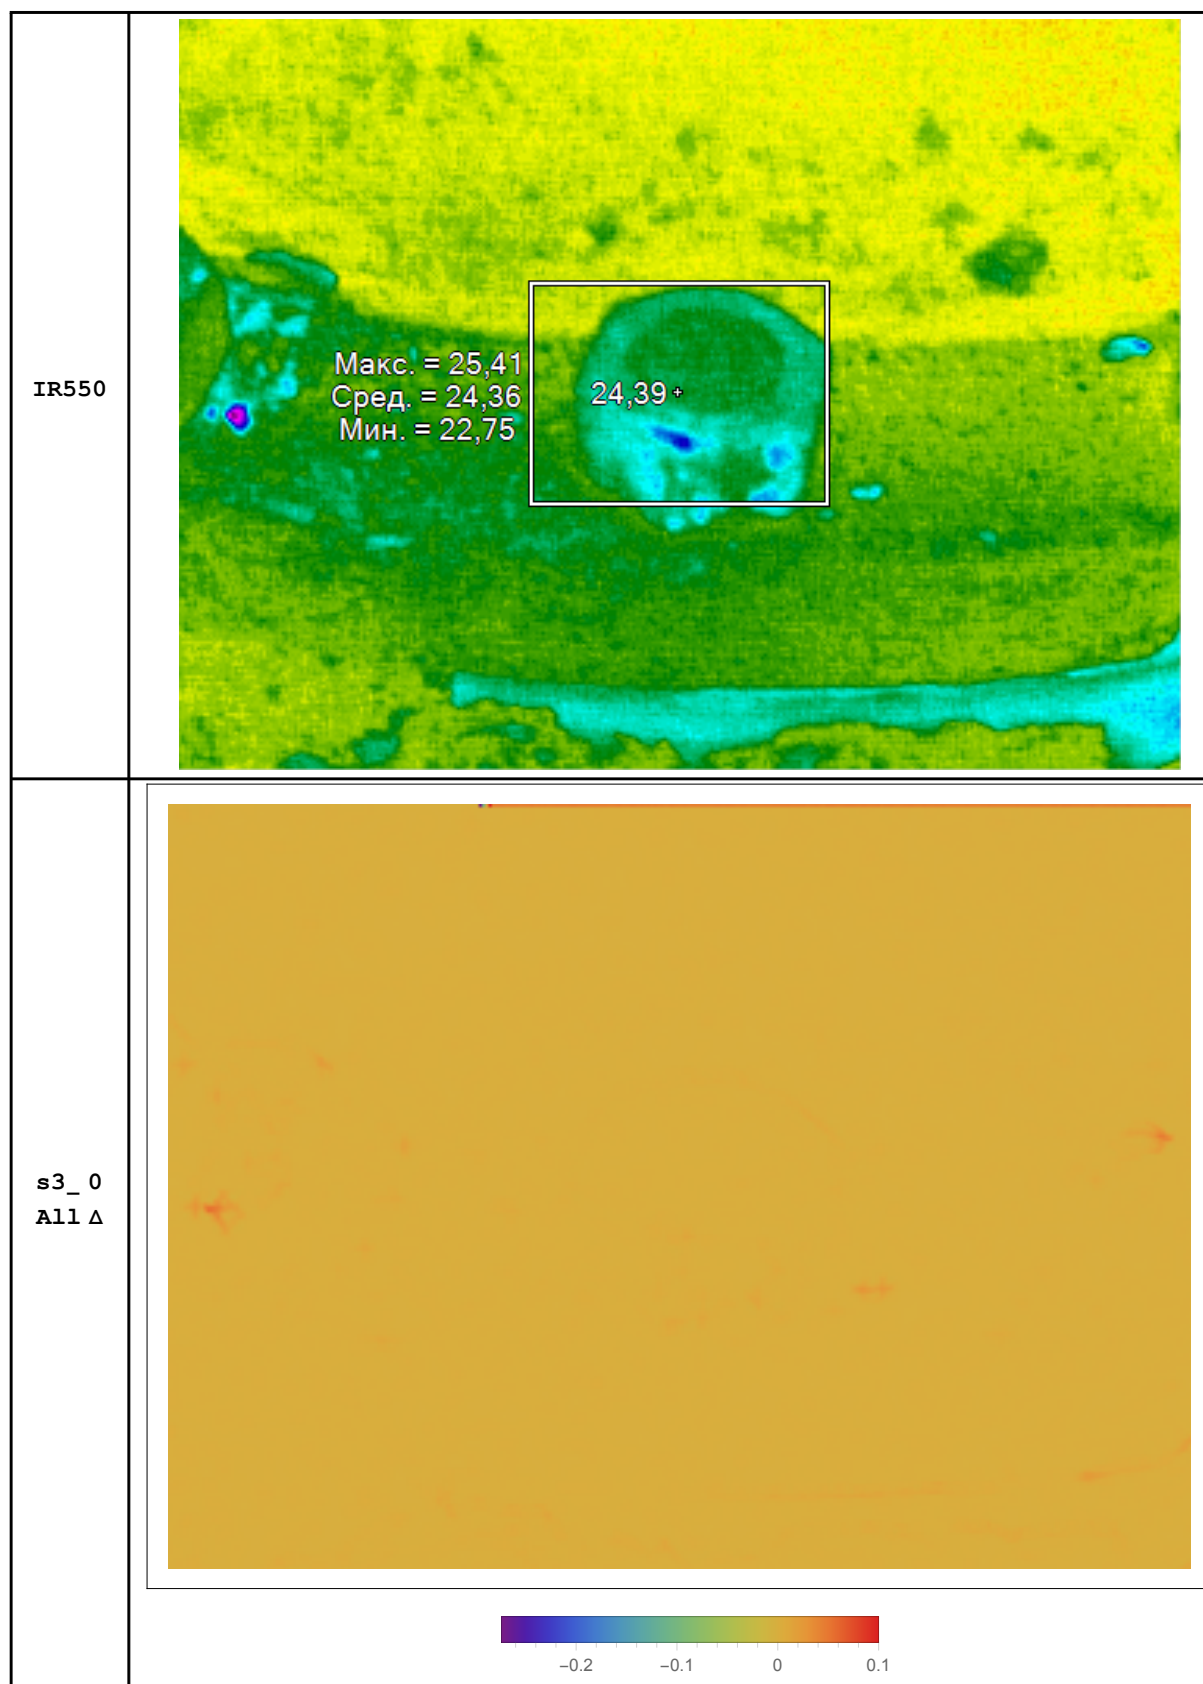 IR550
Макс. = 25,41
Сред. = 24,36
Мин. = 22,75
24,39
s3_ 0
All Δ
−0.2 −0.1 0 0.1